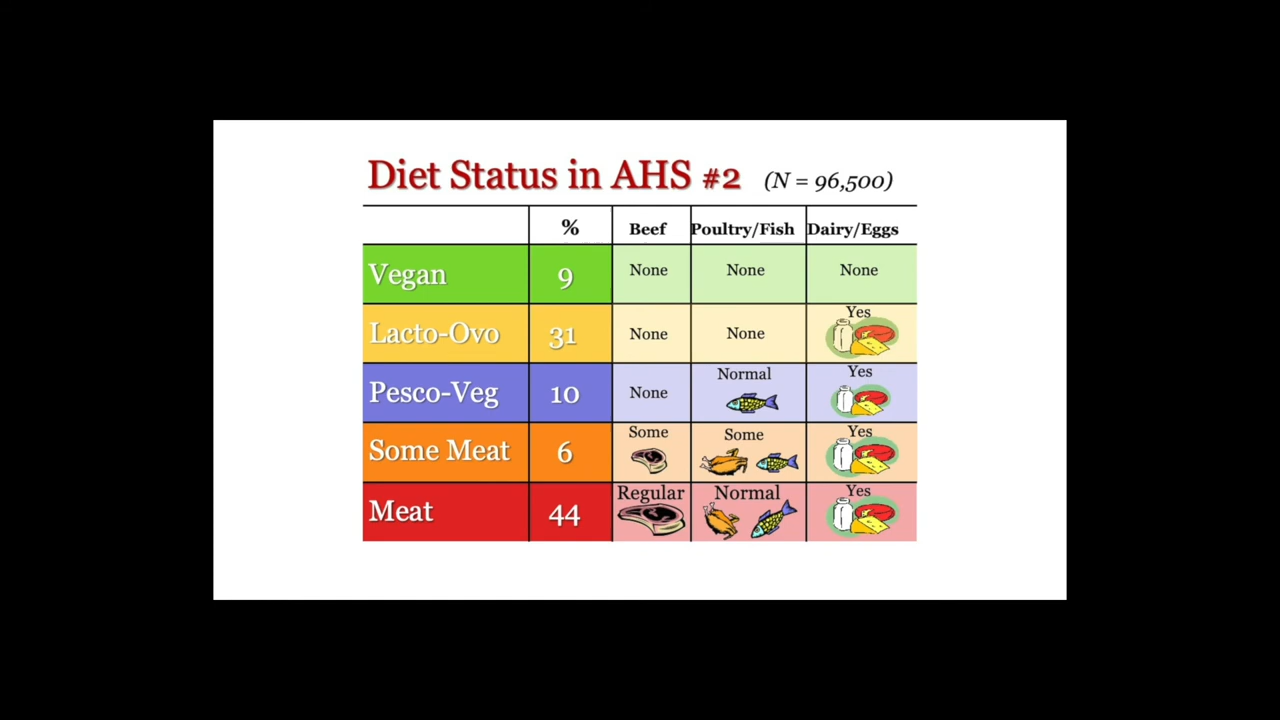 Diet Status in AHS #2 (N = 96,500)
% Beef Poultry/Fish Dairy/Eggs
Vegan 9 None None None
Lacto-Ovo 31 None None Yes
Pesco-Veg 10 None Normal Yes
Some Meat 6 Some Some Yes
Meat 44 Regular Normal Yes